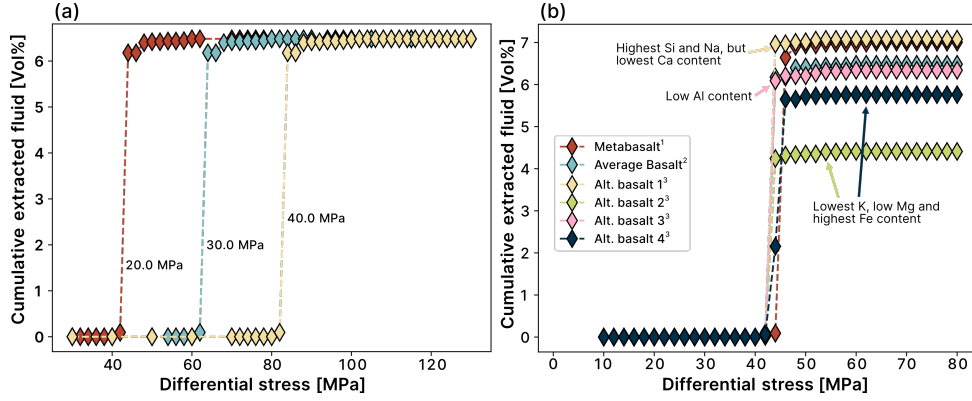 (a)
Cumulative extracted fluid [Vol%]
6
5
4
3
2
1
0
20.0 MPa
30.0 MPa
40.0 MPa
40
60
80
100
120
Differential stress [MPa]
(b)
Cumulative extracted fluid [Vol%]
7
6
5
4
3
2
1
0
Highest Si and Na, but
lowest Ca content
Low Al content
Metabasalt¹
Average Basalt²
Alt. basalt 1³
Alt. basalt 2³
Alt. basalt 3³
Alt. basalt 4³
Lowest K, low Mg and
highest Fe content
0
10
20
30
40
50
60
70
80
Differential stress [MPa]